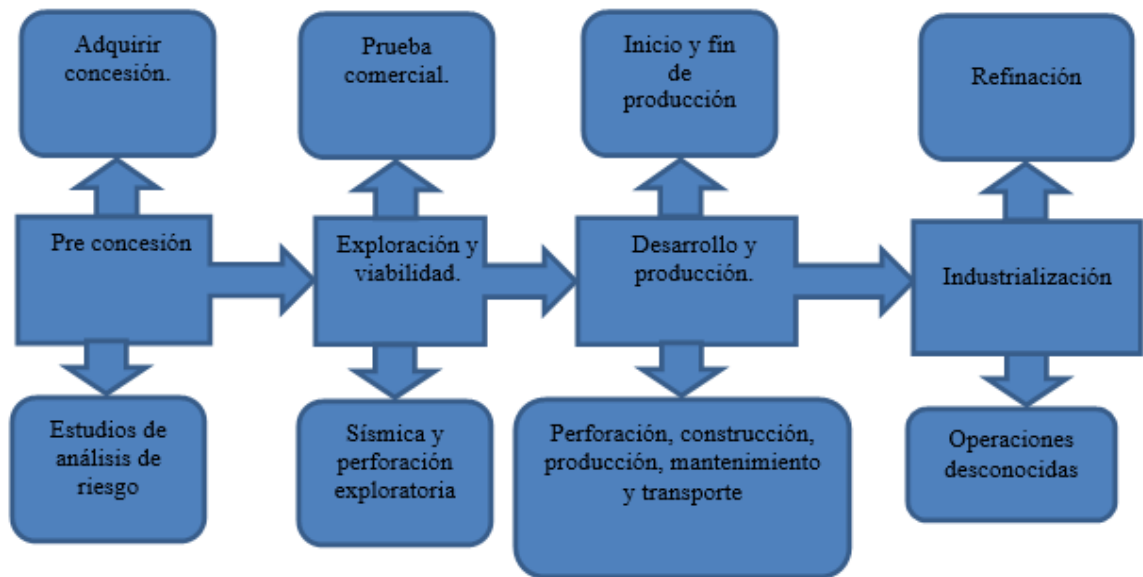 Adquirir
concesión.
Prueba
comercial.
Inicio y fín
de
producción
Refinación
Pre concesión
Exploración y
viabilidad.
Desarrollo y
producción.
Industrialización
Estudios de
análisis de
riesgo
Sísmica y
perforación
exploratoria
Perforación, construcción,
producción, mantenimiento
y transporte
Operaciones
desconocidas